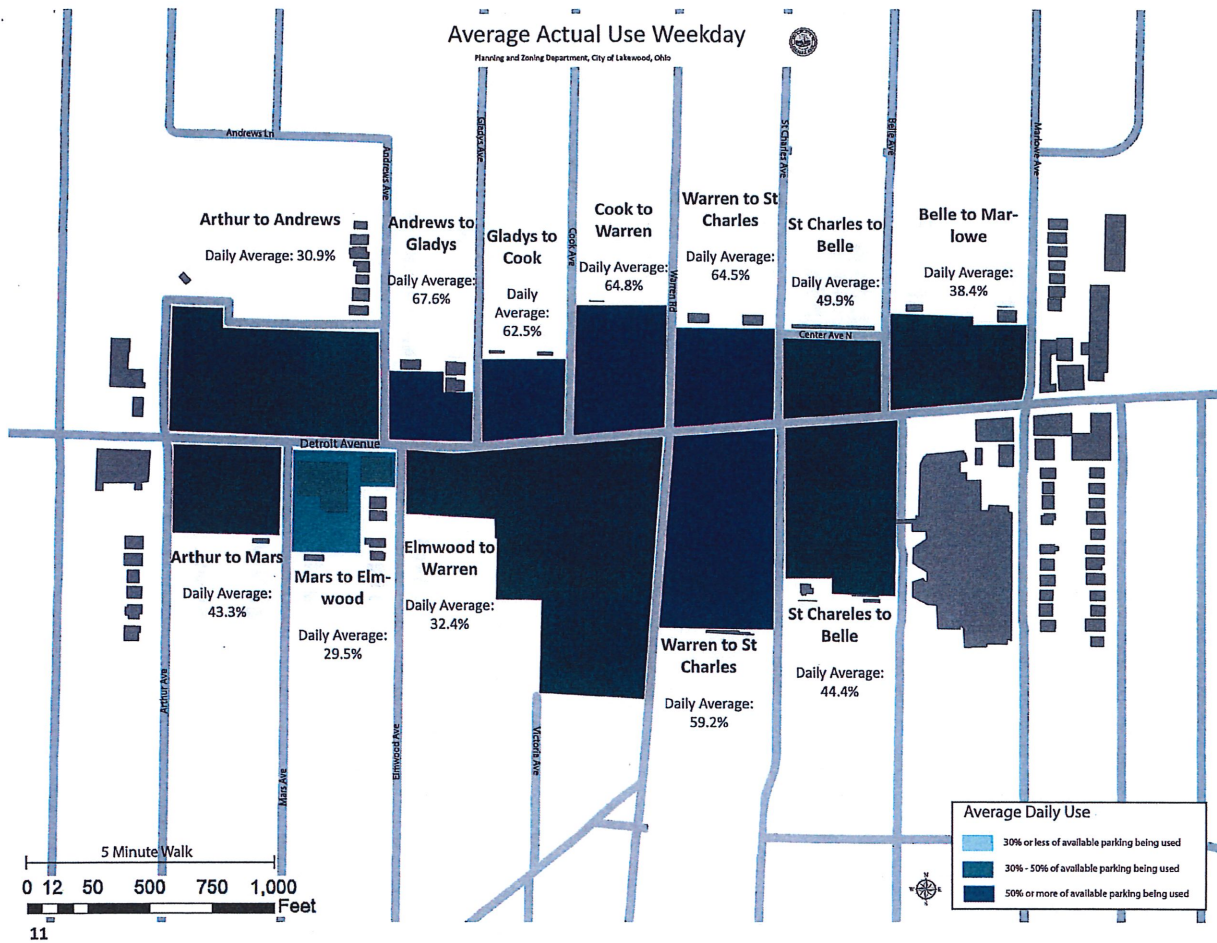 Average Actual Use Weekday
Planning and Zoning Department, City of Lakewood, Ohio
Andrews Ln
Andrews Ave
Gladys Ave.
Cook Ave
Warren Rd
St Charles Ave
Belle Ave
Marlowe Ave
Arthur to Andrews
Daily Average: 30.9%
Andrews to
Gladys
Daily Average:
67.6%
Gladys to
Cook
Daily
Average:
62.5%
Cook to
Warren
Daily Average:
64.8%
Warren to St
Charles
Daily Average:
64.5%
St Charles to
Belle
Daily Average:
49.9%
Belle to Mar-
lowe
Daily Average:
38.4%
Center Ave N
Detroit Avenue
Arthur to Mars
Daily Average:
43.3%
Mars to Elm-
wood
Daily Average:
29.5%
Elmwood to
Warren
Daily Average:
32.4%
Warren to St
Charles
Daily Average:
59.2%
St Chareles to
Belle
Daily Average:
44.4%
Arthur Ave
Mars Ave
Elmwood Ave
Victoria Ave
5 Minute Walk
0 12 50 500 750 1,000
Feet
11
N
W E
S
Average Daily Use
30% or less of available parking being used
30% - 50% of available parking being used
50% or more of available parking being used